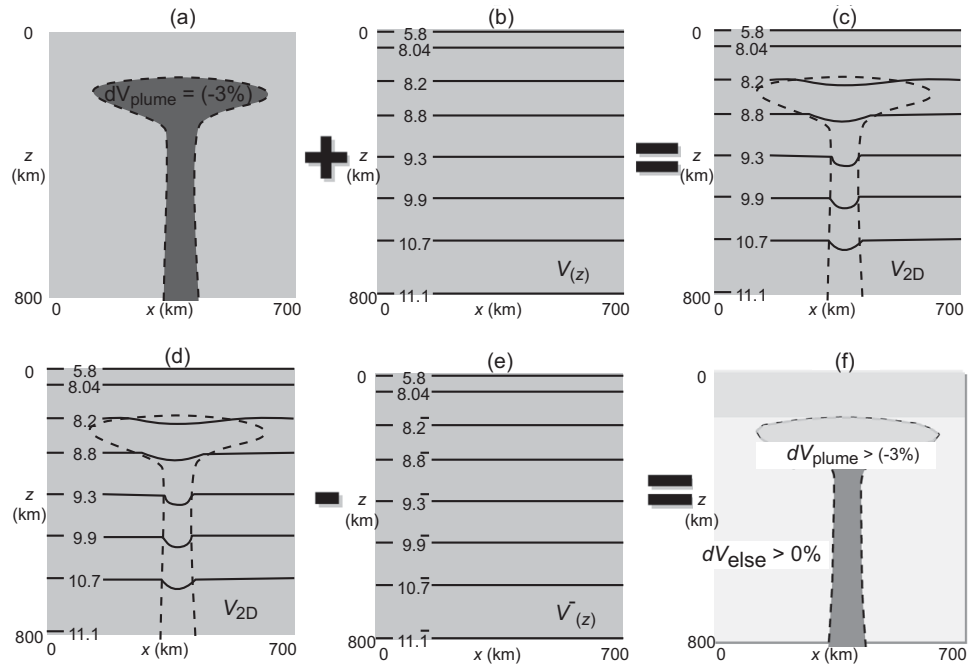 (a)
0
dVplume = (-3%)
z
(km)
800
0
x (km)
700
(b)
0
5.8
8.04
8.2
8.8
z
(km)
9.3
9.9
10.7
V(z)
800
11.1
0
x (km)
700
(c)
0
5.8
8.04
8.2
8.8
z
(km)
9.3
9.9
10.7
V2D
800
11.1
0
x (km)
700
(d)
0
5.8
8.04
8.2
8.8
z
(km)
9.3
9.9
10.7
V2D
800
11.1
0
x (km)
700
(e)
0
5.8
8.04
8.2¯
8.8¯
z
(km)
9.3¯
9.9¯
10.7¯
V¯(z)
800
11.1¯
0
x (km)
700
(f)
0
dVplume > (-3%)
z
(km)
dVelse > 0%
800
0
x (km)
700